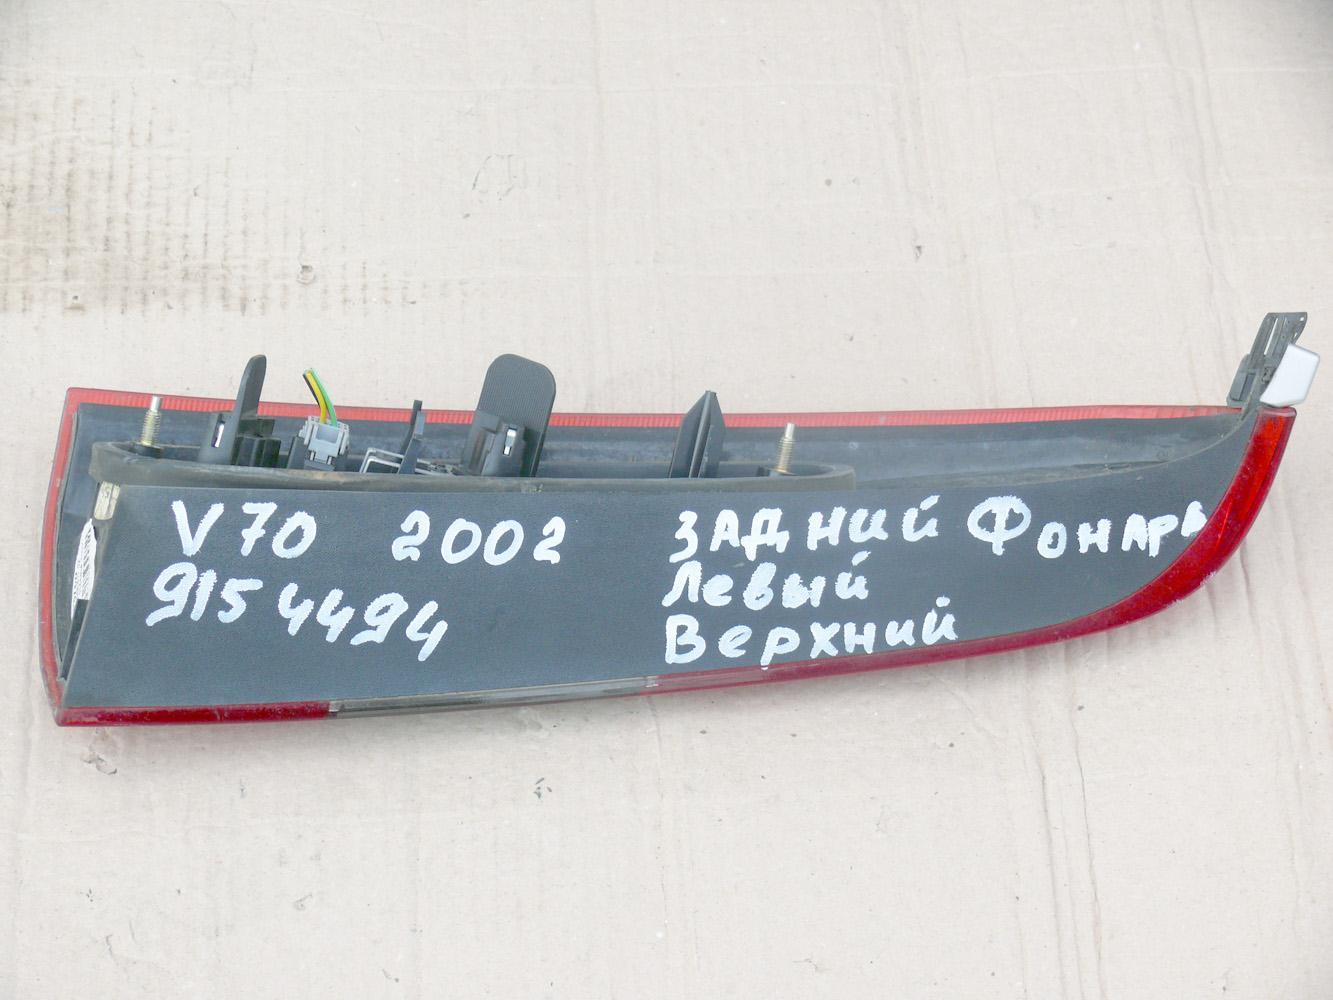 V70 2002 задний Фонарь
9154494 Левый
Верхний